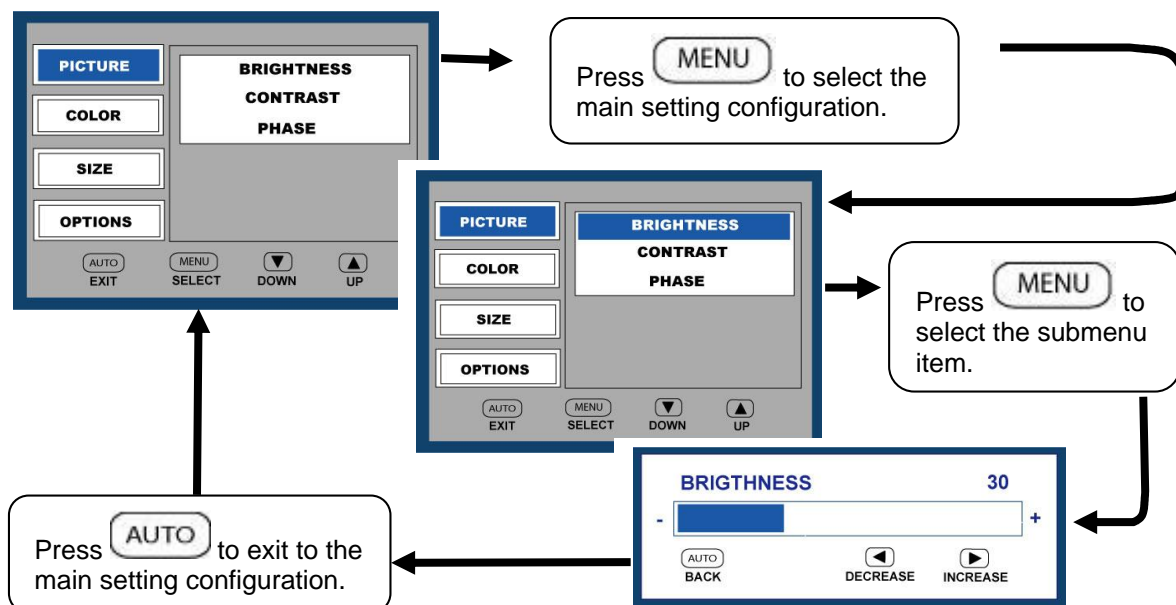 PICTURE
COLOR
SIZE
OPTIONS
BRIGHTNESS
CONTRAST
PHASE
AUTO MENU
EXIT SELECT DOWN UP
Press MENU to select the
main setting configuration.
PICTURE
COLOR
SIZE
OPTIONS
BRIGHTNESS
CONTRAST
PHASE
AUTO MENU
EXIT SELECT DOWN UP
Press MENU to
select the submenu
item.
BRIGTHNESS 30
- +
AUTO
BACK DECREASE INCREASE
Press AUTO to exit to the
main setting configuration.